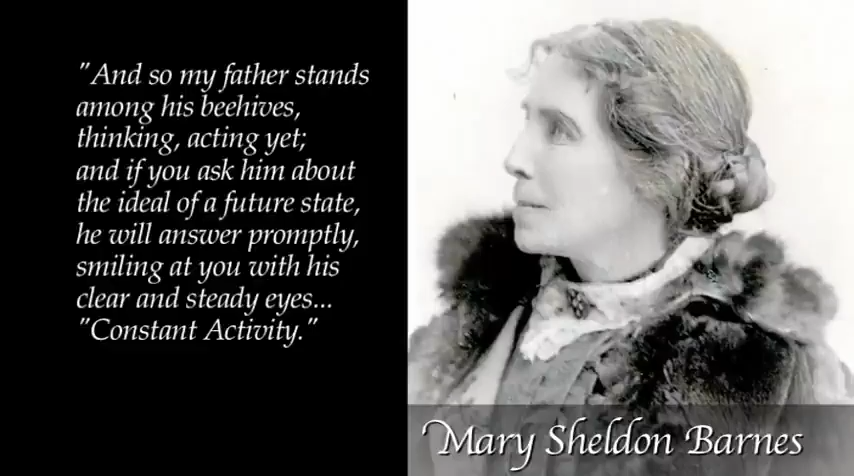 "And so my father stands
among his beehives,
thinking, acting yet;
and if you ask him about
the ideal of a future state,
he will answer promptly,
smiling at you with his
clear and steady eyes...
"Constant Activity."
Mary Sheldon Barnes